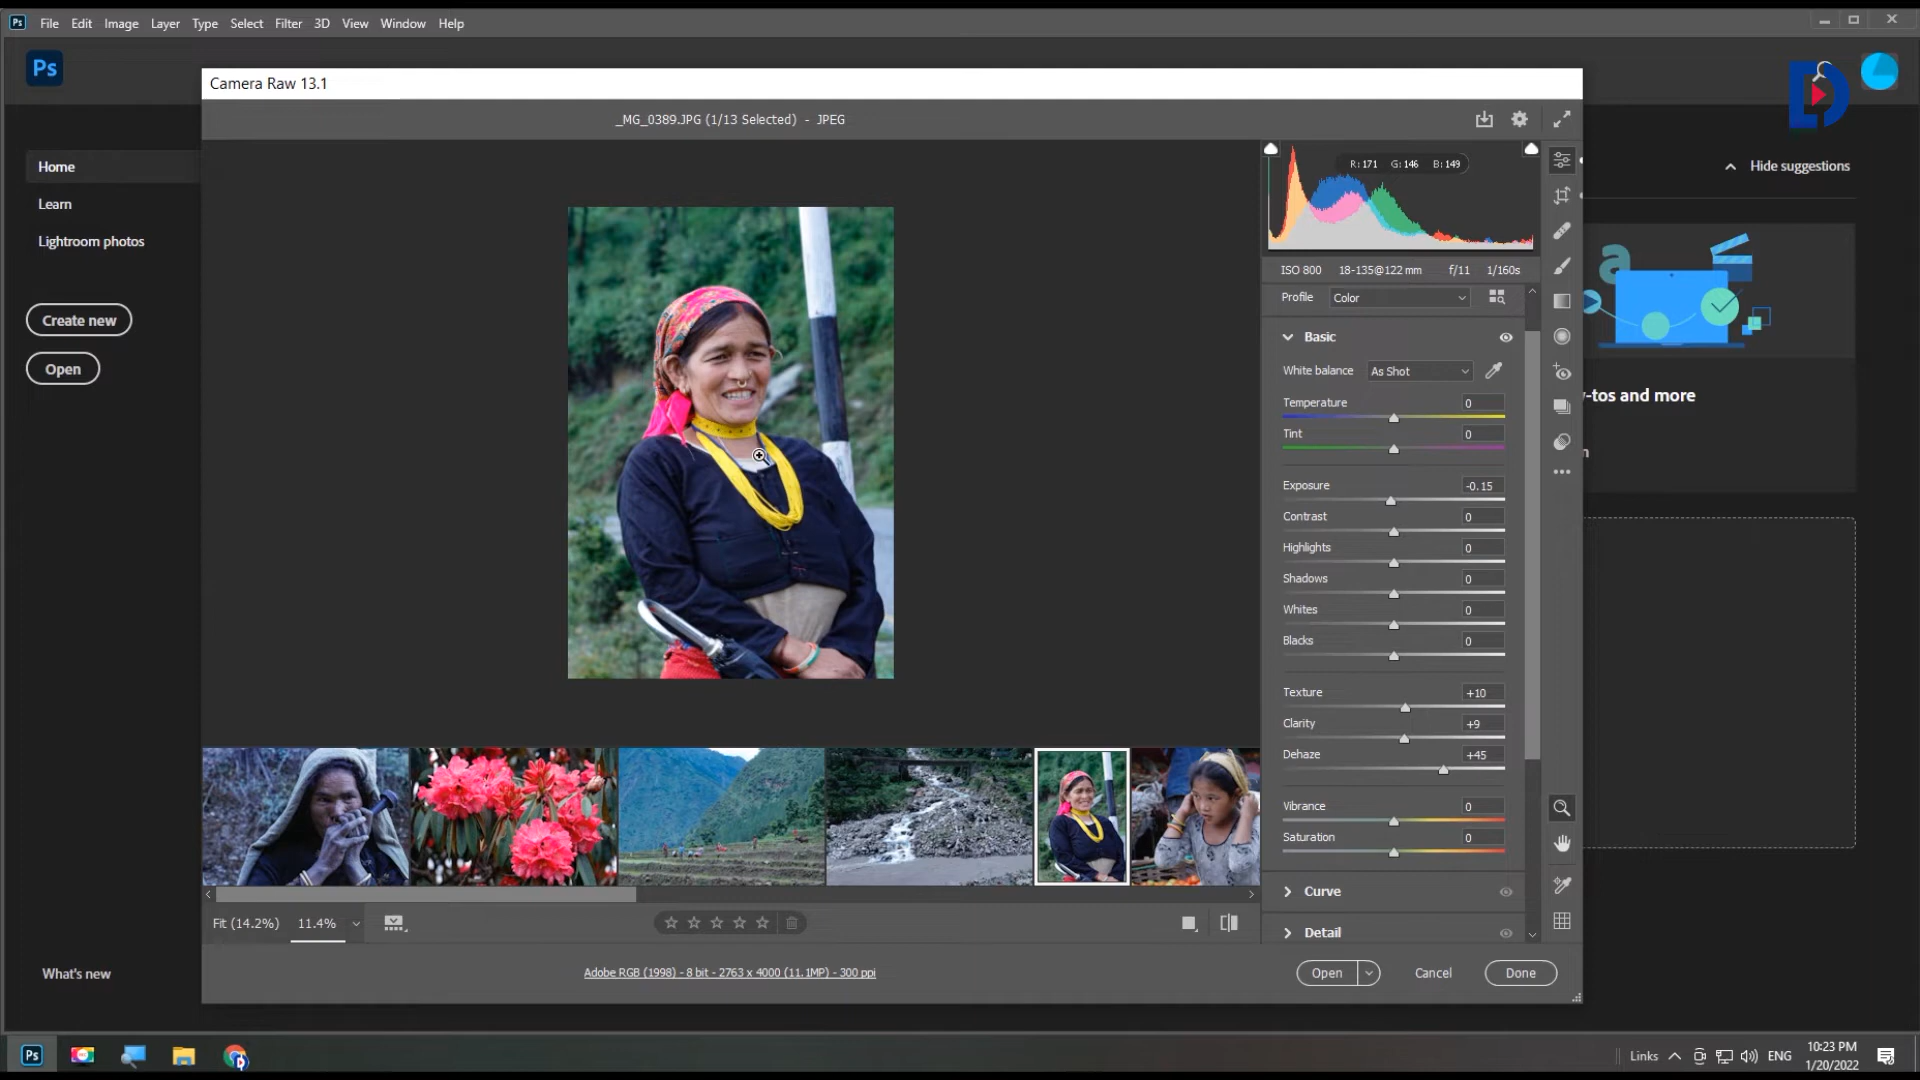 Ps File Edit Image Layer Type Select Filter 3D View Window Help
Ps
Camera Raw 13.1
_MG_0389.JPG (1/13 Selected) - JPEG
Home
Learn
Lightroom photos
Create new
Open
What's new
Hide suggestions
-tos and more
R: 171 G: 146 B: 149
ISO 800 18-135@122 mm f/11 1/160s
Profile Color
Basic
White balance As Shot
Temperature 0
Tint 0
Exposure -0.15
Contrast 0
Highlights 0
Shadows 0
Whites 0
Blacks 0
Texture +10
Clarity +9
Dehaze +45
Vibrance 0
Saturation 0
Curve
Detail
Fit (14.2%) 11.4%
Adobe RGB (1998) - 8 bit - 2763 x 4000 (11.1MP) - 300 ppi
Open Cancel Done
Ps
Links ENG 10:23 PM
1/20/2022